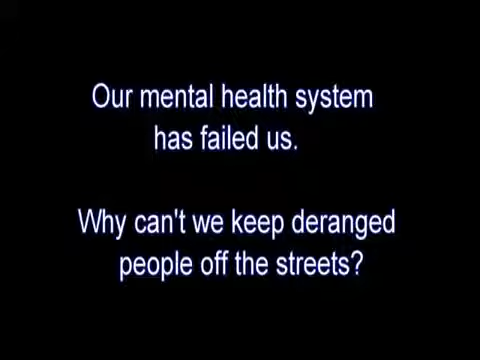 Our mental health system
has failed us.
Why can't we keep deranged
people off the streets?